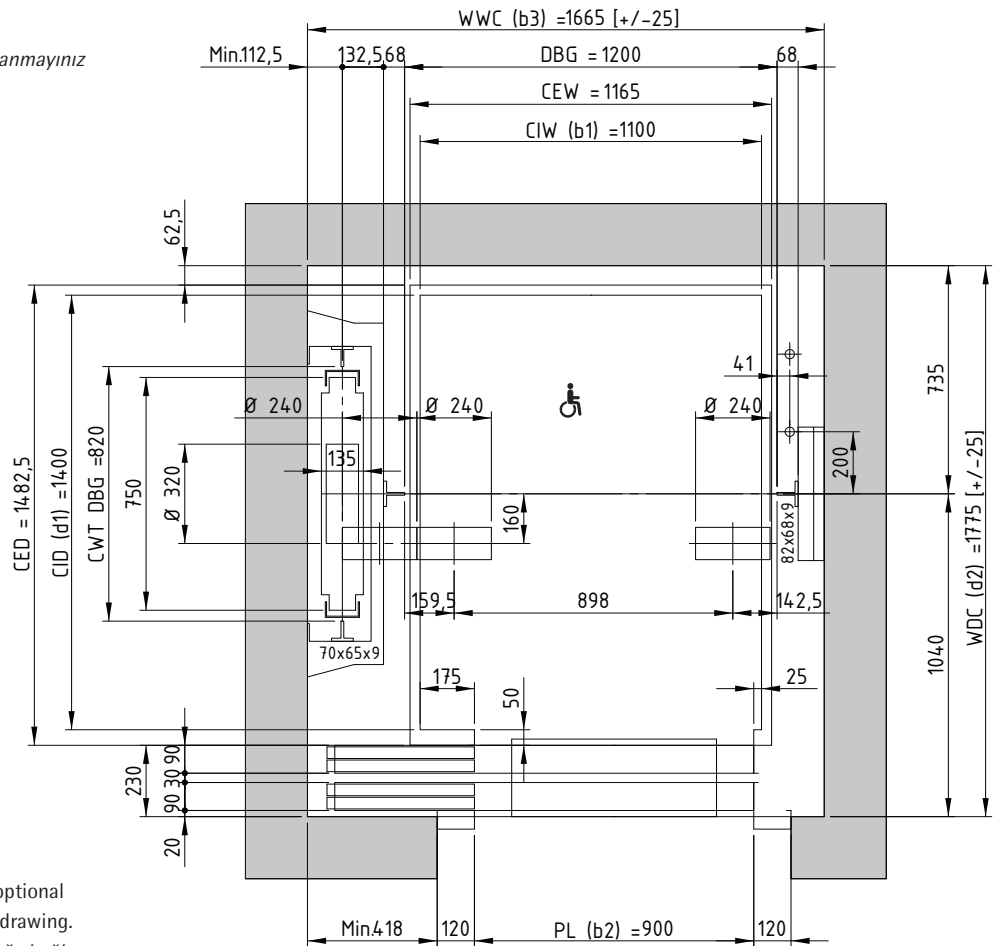 WWC (b3) =1665 [+/-25]
anmayınız
Min.112,5
132,5
68
DBG =1200
68
CEW =1165
CIW (b1) =1100
62,5
41
735
Ø 240
Ø 240
Ø 240
CED =1482,5
CID (d1) =1400
CWT DBG =820
750
Ø 320
135
200
160
82x68x9
WDC (d2) =1775 [+/-25]
159,5
898
142,5
70x65x9
1040
175
50
25
230
90
30
90
20
optional
drawing.
Min.418
120
PL (b2) =900
120